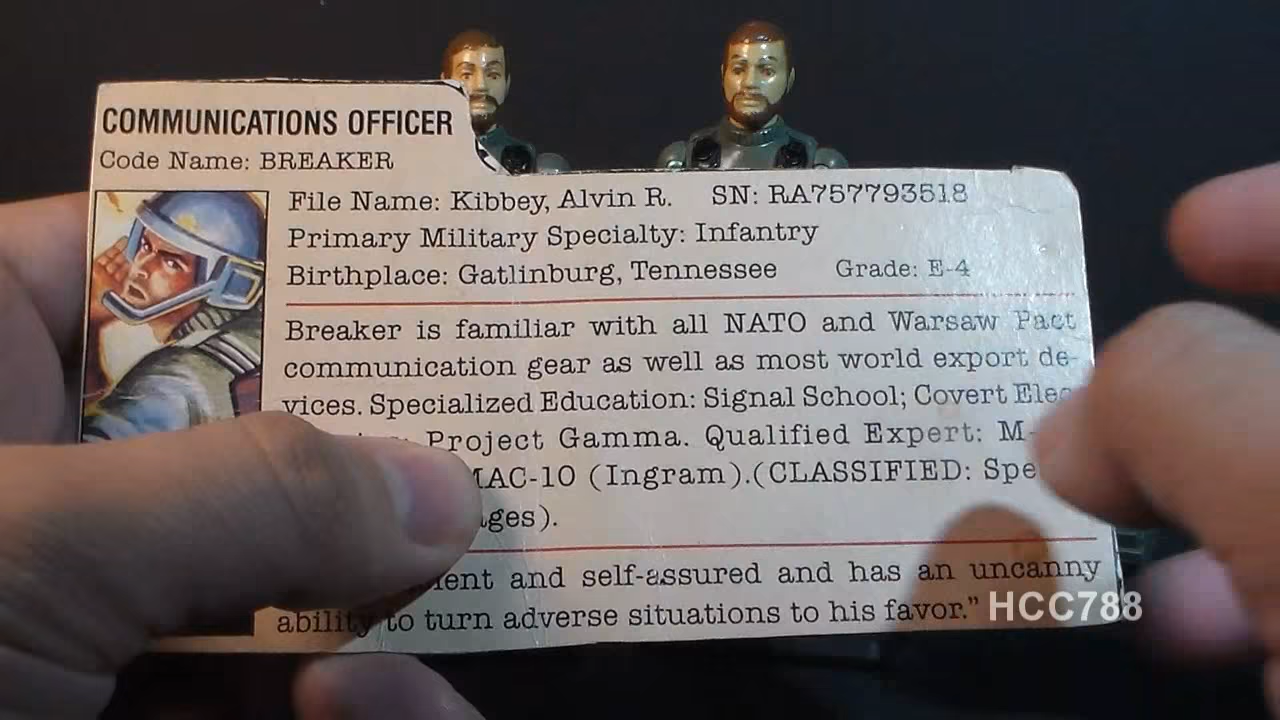 COMMUNICATIONS OFFICER
Code Name: BREAKER
File Name: Kibbey, Alvin R. SN: RA757793518
Primary Military Specialty: Infantry
Birthplace: Gatlinburg, Tennessee Grade: E-4
Breaker is familiar with all NATO and Warsaw Pact
communication gear as well as most world export de-
vices. Specialized Education: Signal School; Covert Elec
Project Gamma. Qualified Expert: M-
MAC-10 (Ingram).(CLASSIFIED: Spe
ages).
ent and self-assured and has an uncanny
ability to turn adverse situations to his favor."
HCC788